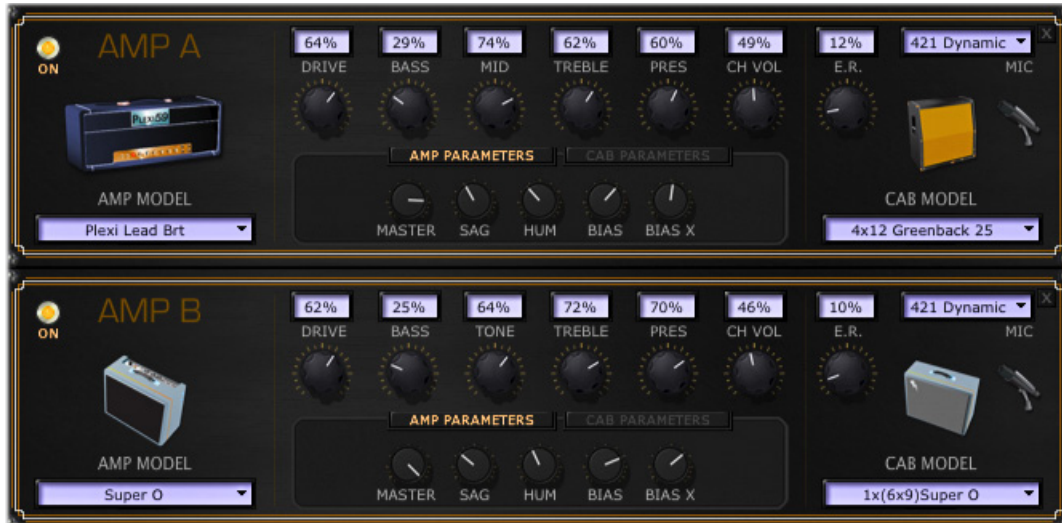 AMP A
ON
64% 29% 74% 62% 60% 49% 12% 421 Dynamic X
DRIVE BASS MID TREBLE PRES CH VOL E.R. MIC
Plexi59
AMP PARAMETERS CAB PARAMETERS
AMP MODEL CAB MODEL
Plexi Lead Brt MASTER SAG HUM BIAS BIAS X 4x12 Greenback 25
AMP B
ON
62% 25% 64% 72% 70% 46% 10% 421 Dynamic X
DRIVE BASS TONE TREBLE PRES CH VOL E.R. MIC
AMP PARAMETERS CAB PARAMETERS
AMP MODEL CAB MODEL
Super O MASTER SAG HUM BIAS BIAS X 1x(6x9)Super O